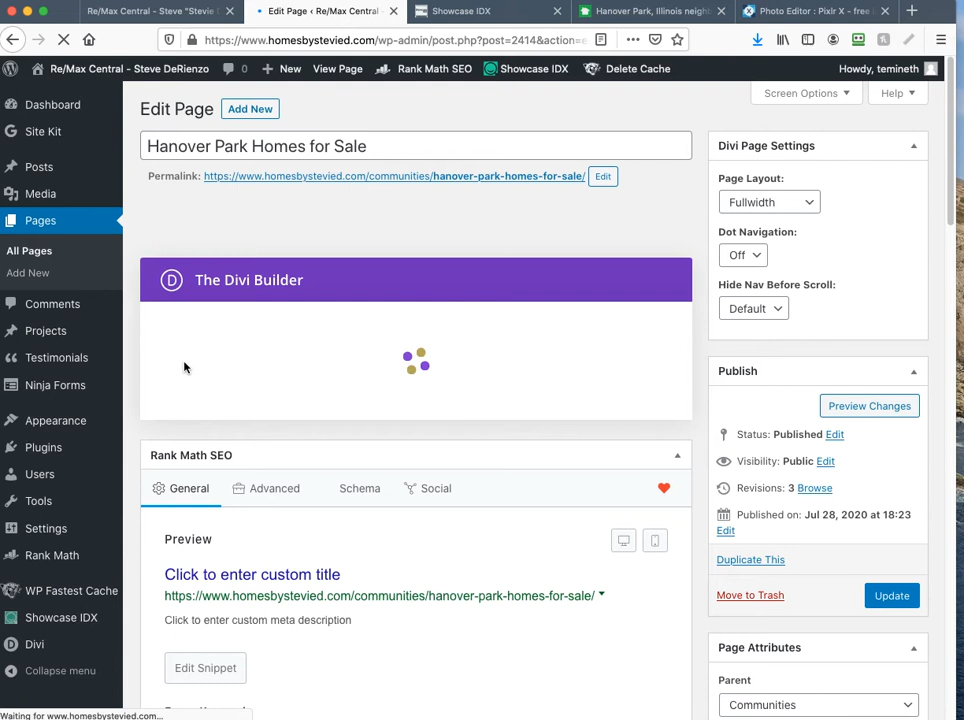 Re/Max Central - Steve "Stevie D
Edit Page ‹ Re/Max Central - St
Showcase IDX
Hanover Park, Illinois neighb
Photo Editor : Pixlr X - free i
https://www.homesbystevied.com/wp-admin/post.php?post=2414&action=e
Re/Max Central - Steve DeRienzo
0
New
View Page
Rank Math SEO
Showcase IDX
Delete Cache
Howdy, temineth
Dashboard
Site Kit
Posts
Media
Pages
All Pages
Add New
Comments
Projects
Testimonials
Ninja Forms
Appearance
Plugins
Users
Tools
Settings
Rank Math
WP Fastest Cache
Showcase IDX
Divi
Collapse menu
Waiting for www.homesbystevied.com...
Screen Options
Help
Edit Page
Add New
Hanover Park Homes for Sale
Permalink: https://www.homesbystevied.com/communities/hanover-park-homes-for-sale/
Edit
D
The Divi Builder
Rank Math SEO
General
Advanced
Schema
Social
Preview
Click to enter custom title
https://www.homesbystevied.com/communities/hanover-park-homes-for-sale/
Click to enter custom meta description
Edit Snippet
Divi Page Settings
Page Layout:
Fullwidth
Dot Navigation:
Off
Hide Nav Before Scroll:
Default
Publish
Preview Changes
Status: Published Edit
Visibility: Public Edit
Revisions: 3 Browse
Published on: Jul 28, 2020 at 18:23
Edit
Duplicate This
Move to Trash
Update
Page Attributes
Parent
Communities